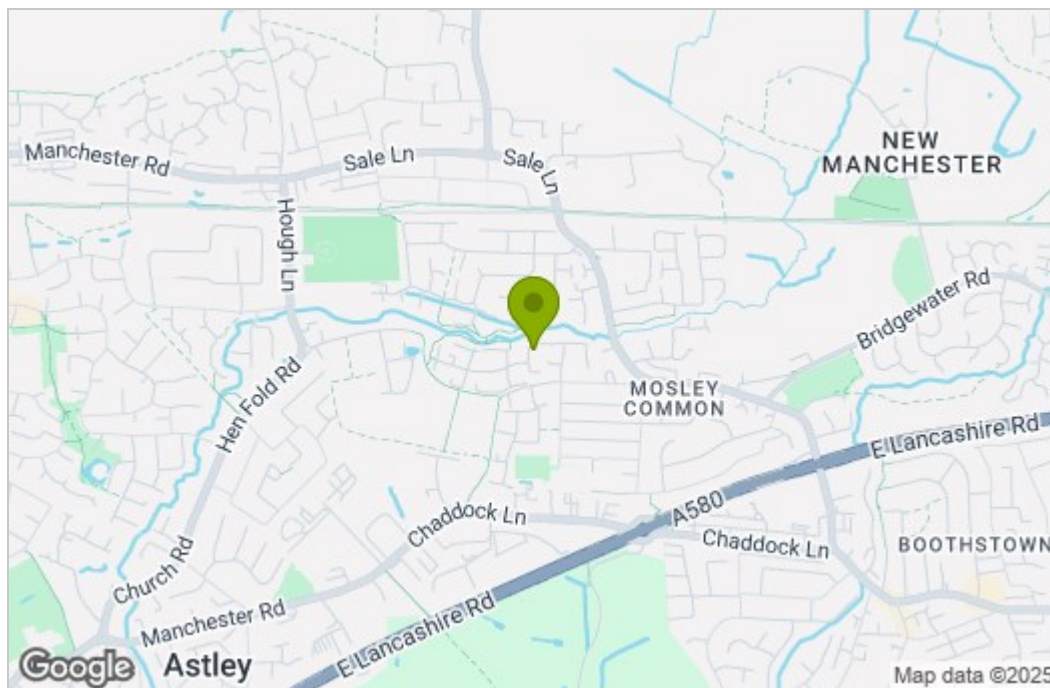 Manchester Rd
Sale Ln
Sale Ln
NEW
MANCHESTER
Hough Ln
Bridgewater Rd
Hen Fold Rd
MOSLEY
COMMON
E Lancashire Rd
A580
Chaddock Ln
Chaddock Ln
BOOTHSTOWN
Church Rd
Manchester Rd
E Lancashire Rd
Astley
Google
Map data ©2025